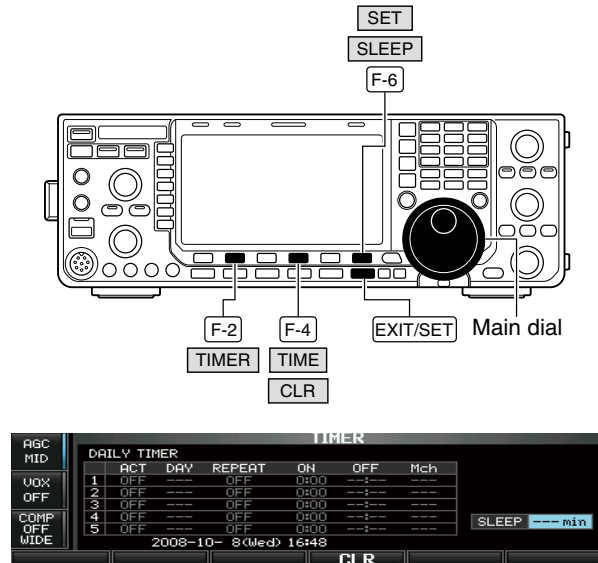 SET
SLEEP
F-6
F-2
F-4
EXIT/SET
Main dial
TIMER
TIME
CLR
TIMER
AGC
MID
VOX
OFF
COMP
OFF
WIDE
DAILY TIMER
ACT DAY REPEAT ON OFF Mch
1 OFF --- OFF 0:00 --:-- ---
2 OFF --- OFF 0:00 --:-- ---
3 OFF --- OFF 0:00 --:-- ---
4 OFF --- OFF 0:00 --:-- ---
5 OFF --- OFF 0:00 --:-- ---
SLEEP --- min
2008-10- 8(Wed) 16:48
CLR